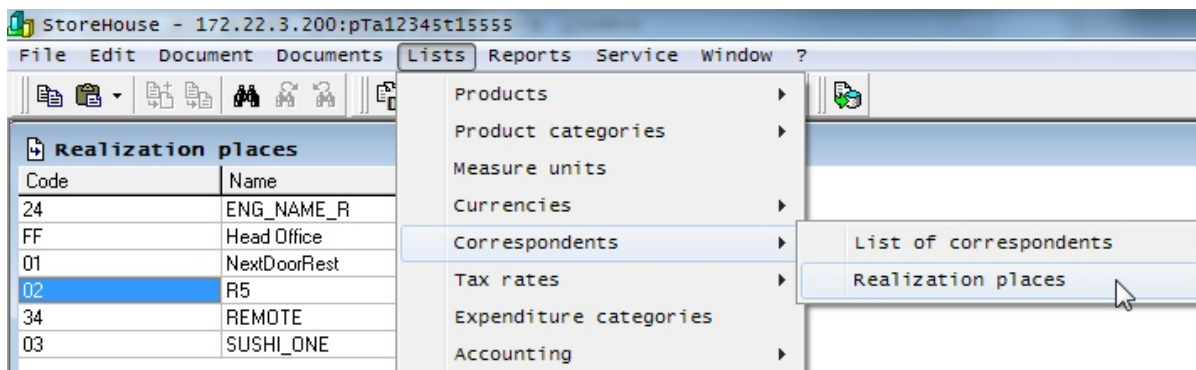 StoreHouse - 172.22.3.200:pTa12345t15555
File Edit Document Documents Lists Reports Service Window ?
Products
Product categories
Measure units
Currencies
Correspondents
Tax rates
Expenditure categories
Accounting
List of correspondents
Realization places
Realization places
Code Name
24 ENG_NAME_R
FF Head Office
01 NextDoorRest
02 R5
34 REMOTE
03 SUSHI_ONE